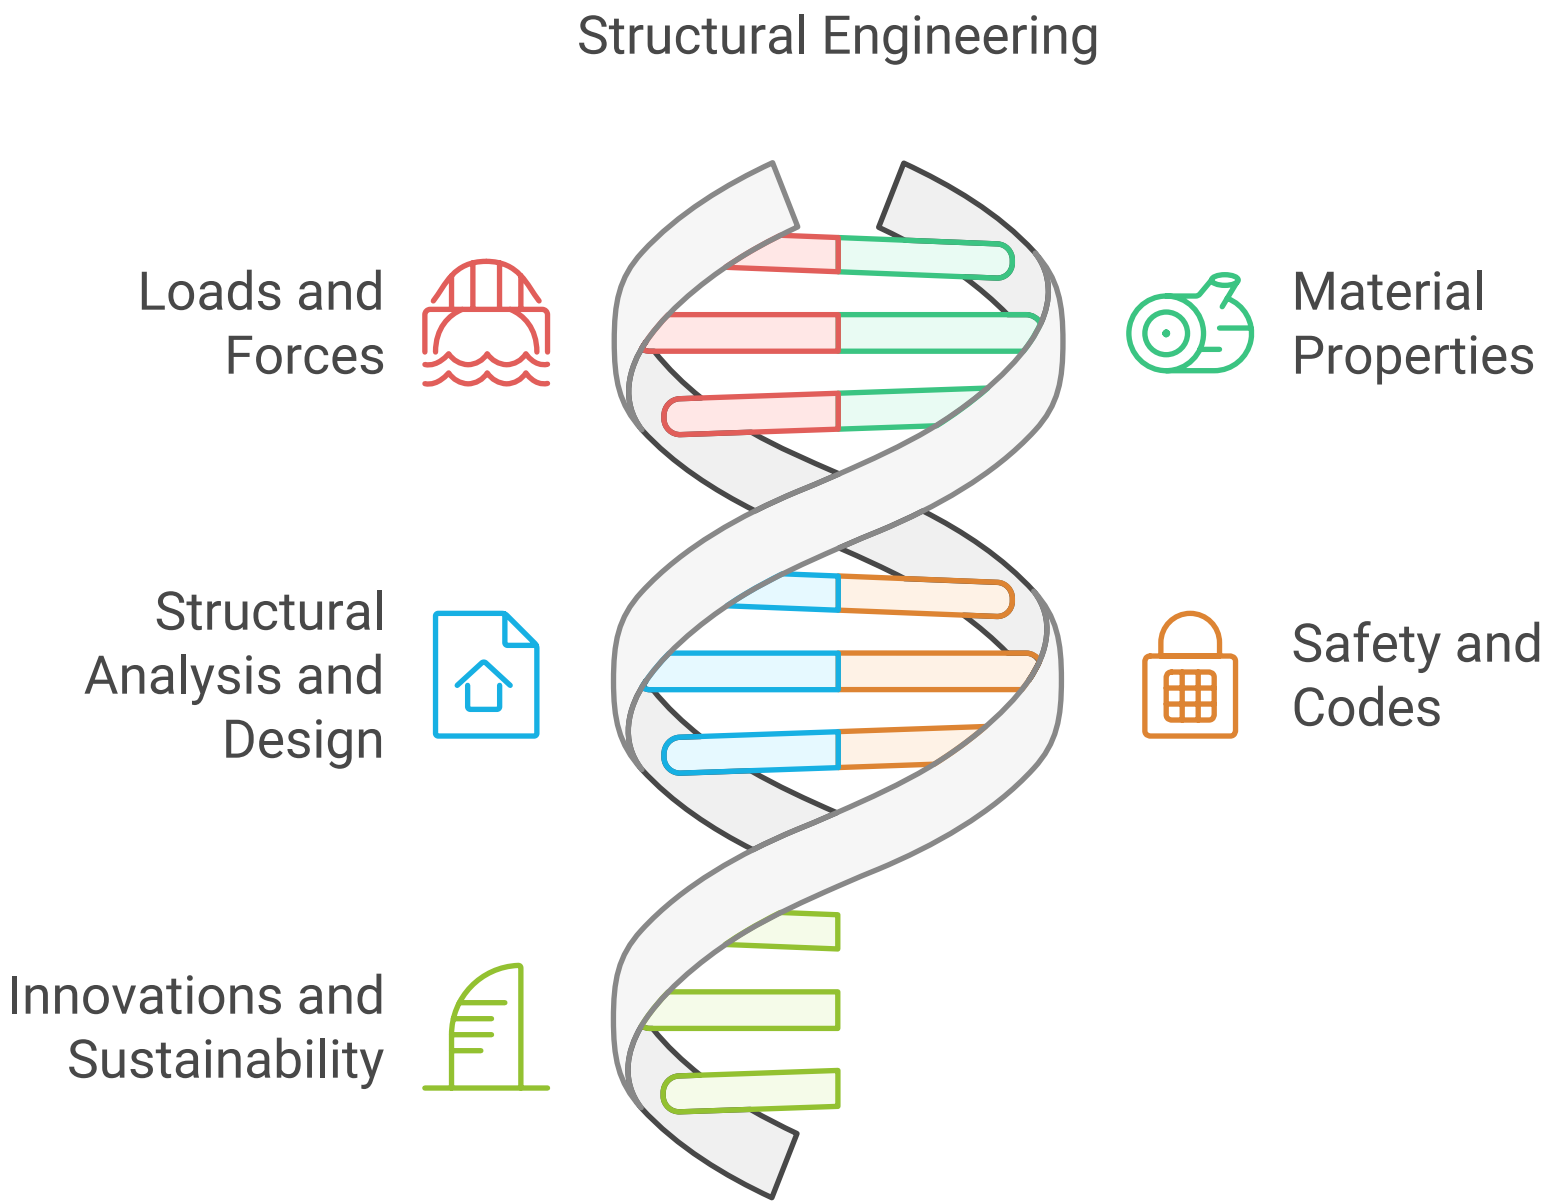 Structural Engineering
Loads and
Forces
Material
Properties
Structural
Analysis and
Design
Safety and
Codes
Innovations and
Sustainability